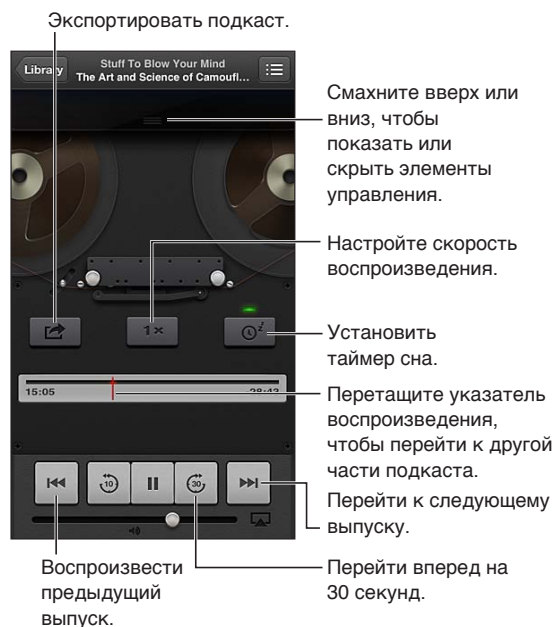 Экспортировать подкаст.
Library
Stuff To Blow Your Mind
The Art and Science of Camoufl...
Смахните вверх или
вниз, чтобы
показать или
скрыть элементы
управления.
Настройте скорость
воспроизведения.
1×
z
Установить
таймер сна.
15:05
-28:43
Перетащите указатель
воспроизведения,
чтобы перейти к другой
части подкаста.
10
30
Перейти к следующему
выпуску.
Воспроизвести
предыдущий
выпуск.
Перейти вперед на
30 секунд.